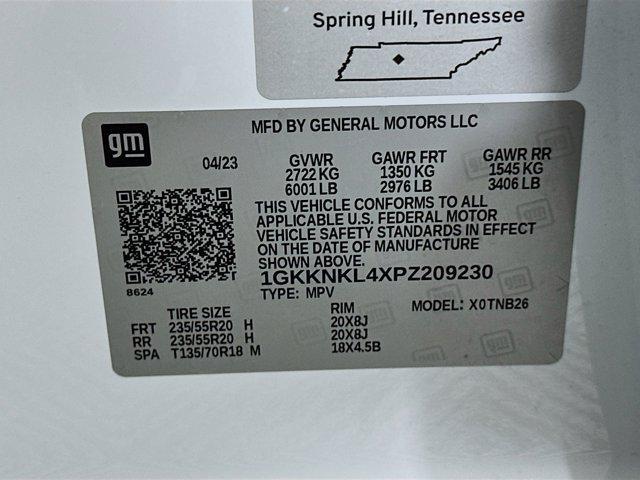 Spring Hill, Tennessee
gm
MFD BY GENERAL MOTORS LLC
04/23
GVWR GAWR FRT GAWR RR
2722 KG 1350 KG 1545 KG
6001 LB 2976 LB 3406 LB
THIS VEHICLE CONFORMS TO ALL
APPLICABLE U.S. FEDERAL MOTOR
VEHICLE SAFETY STANDARDS IN EFFECT
ON THE DATE OF MANUFACTURE
SHOWN ABOVE.
8624
1GKKNKL4XPZ209230
TYPE: MPV
MODEL: X0TNB26
TIRE SIZE RIM
FRT 235/55R20 H 20X8J
RR 235/55R20 H 20X8J
SPA T135/70R18 M 18X4.5B